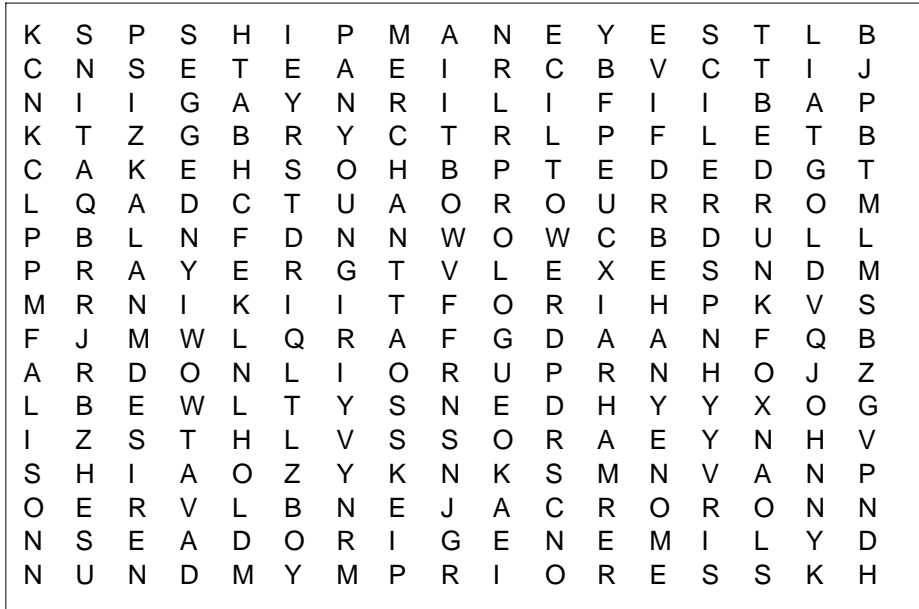 K S P S H I P M A N E Y E S T L B
C N S E T E A E I R C B V C T I J
N I I G A Y N R I L I F I I B A P
K T Z G B R Y C T R L P F L E T B
C A K E H S O H B P T E D E D G T
L Q A D C T U A O R O U R R R O M
P B L N F D N N W O W C B D U L L
P R A Y E R G T V L E X E S N D M
M R N I K I I T F O R I H P K V S
F J M W L Q R A F G D A A N F Q B
A R D O N L I O R U P R N H O J Z
L B E W L T Y S N E D H Y Y X O G
I Z S T H L V S S O R A E Y N H V
S H I A O Z Y K N K S M N V A N P
O E R V L B N E J A C R O R O N N
N S E A D O R I G E N E M I L Y D
N U N D M Y M P R I O R E S S K H